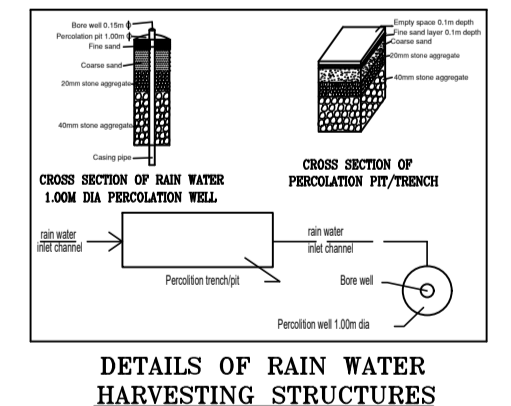 Bore well 0.15m ϕ
Percolation pit 1.00m ϕ
Fine sand
Coarse sand
20mm stone aggregate
40mm stone aggregate
Casing pipe
CROSS SECTION OF RAIN WATER
1.00M DIA PERCOLATION WELL
Empty space 0.1m depth
Fine sand layer 0.1m depth
Coarse sand
20mm stone aggregate
40mm stone aggregate
CROSS SECTION OF
PERCOLATION PIT/TRENCH
rain water
inlet channel
Percolition trench/pit
rain water
inlet channel
Bore well
Percolition well 1.00m dia
DETAILS OF RAIN WATER
HARVESTING STRUCTURES